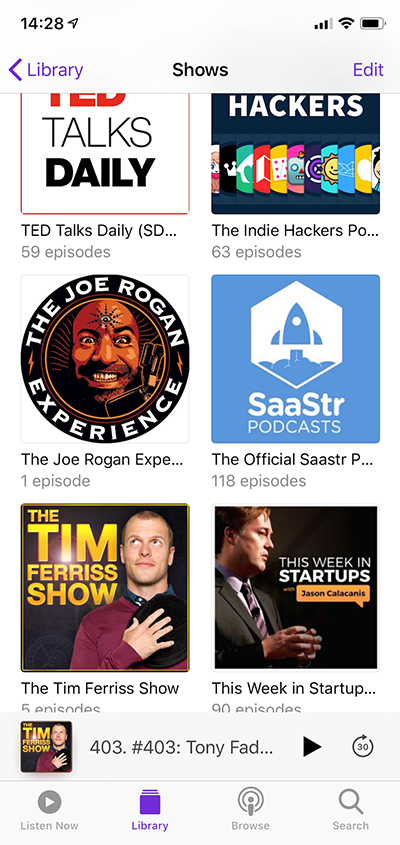 14:28
Library
Shows
Edit
TED
TALKS
DAILY
HACKERS
TED Talks Daily (SD...
59 episodes
The Indie Hackers Po...
63 episodes
THE JOE ROGAN
EXPERIENCE
SaaStr
PODCASTS
The Joe Rogan Expe...
1 episode
The Official Saastr P...
118 episodes
THE
TIM
FERRISS
SHOW
THIS WEEK IN
STARTUPS
with Jason Calacanis
The Tim Ferriss Show
5 episodes
This Week in Startup...
90 episodes
THE
TIM
FERRISS
SHOW
403. #403: Tony Fad...
30
Listen Now
Library
Browse
Search